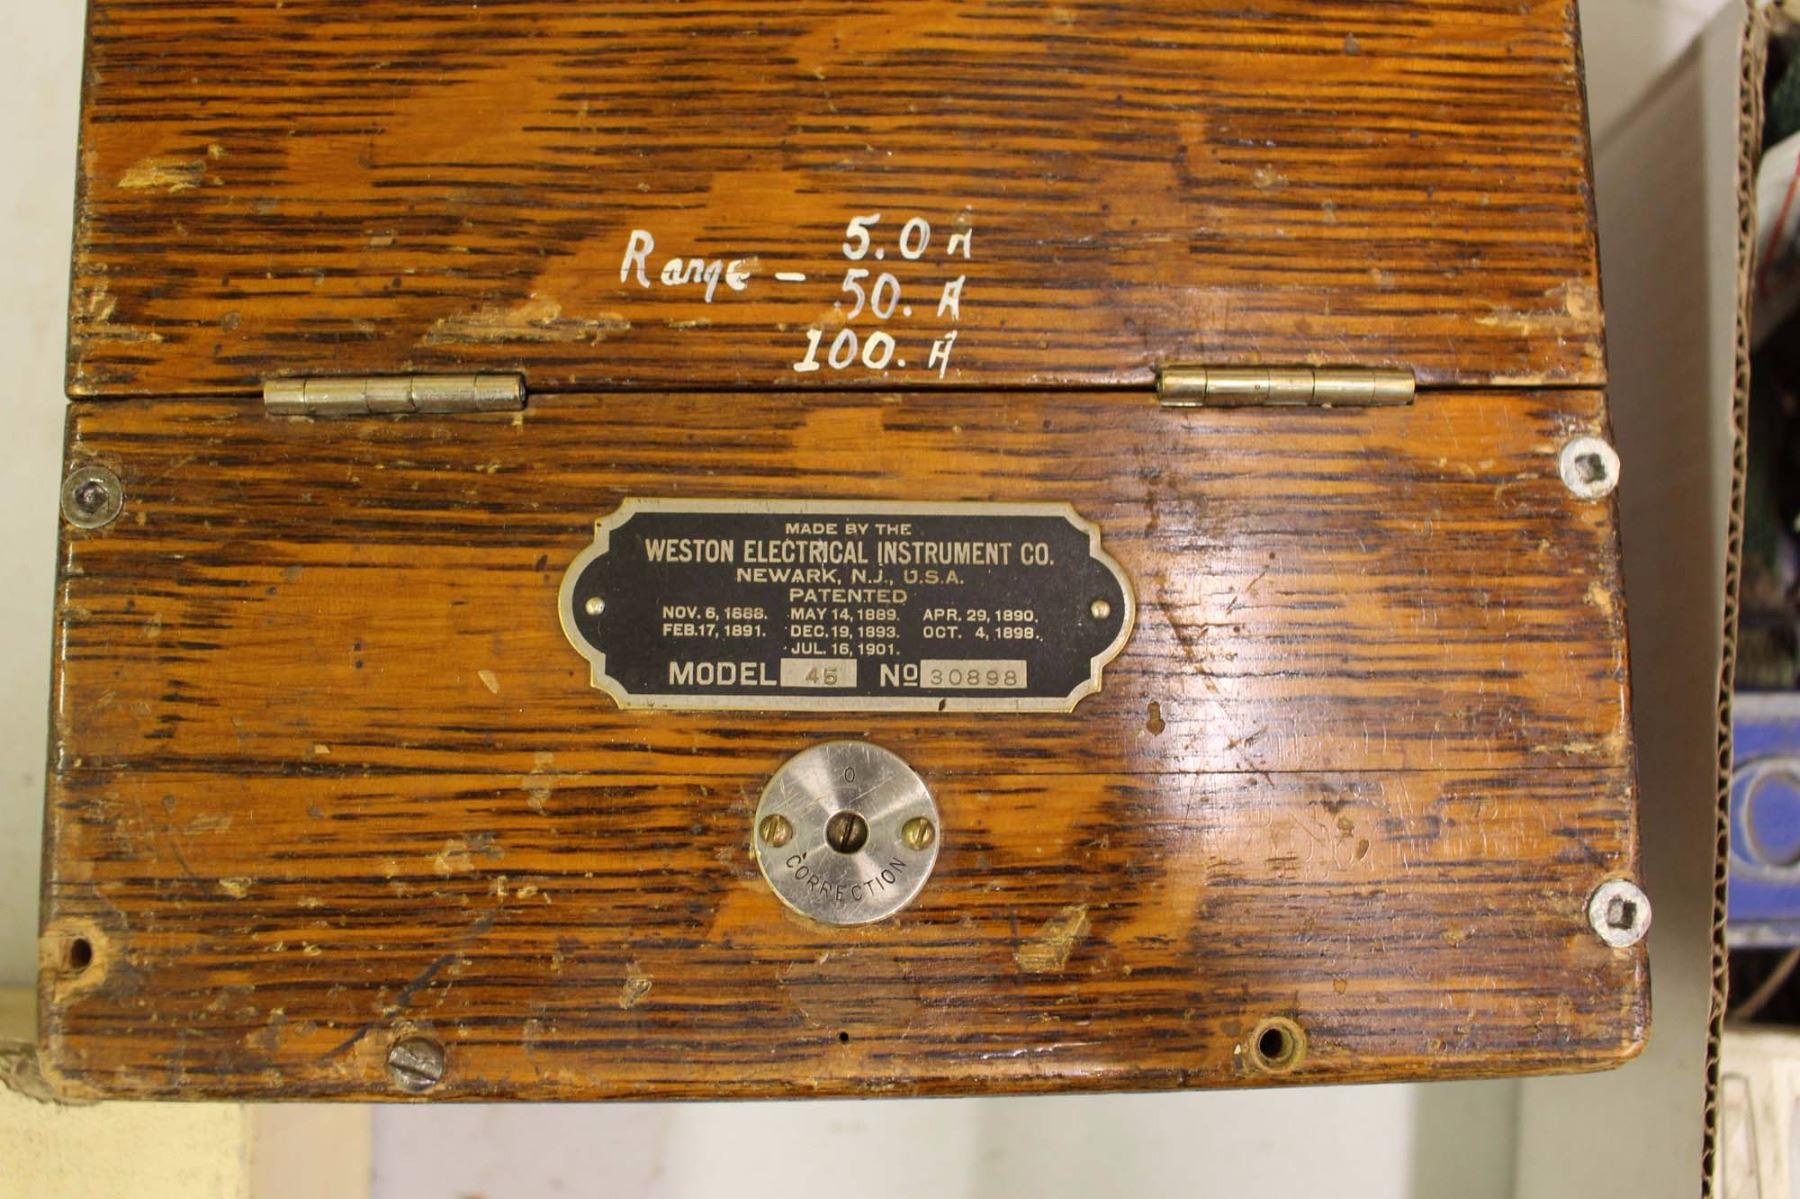 Range - 5.0 A
50. A
100. A
MADE BY THE
WESTON ELECTRICAL INSTRUMENT CO.
NEWARK, N.J., U.S.A.
PATENTED
NOV. 6, 1888. MAY 14, 1889. APR. 29, 1890.
FEB. 17, 1891. DEC. 19, 1893. OCT. 4, 1898.
JUL. 16, 1901.
MODEL 45 No 30898
0
CORRECTION